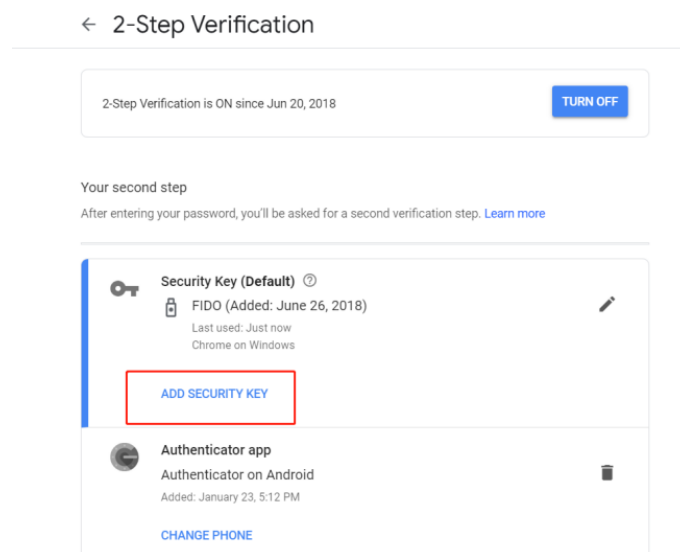 2-Step Verification
2-Step Verification is ON since Jun 20, 2018
TURN OFF
Your second step
After entering your password, you'll be asked for a second verification step. Learn more
Security Key (Default)
FIDO (Added: June 26, 2018)
Last used: Just now
Chrome on Windows
ADD SECURITY KEY
Authenticator app
Authenticator on Android
Added: January 23, 5:12 PM
CHANGE PHONE